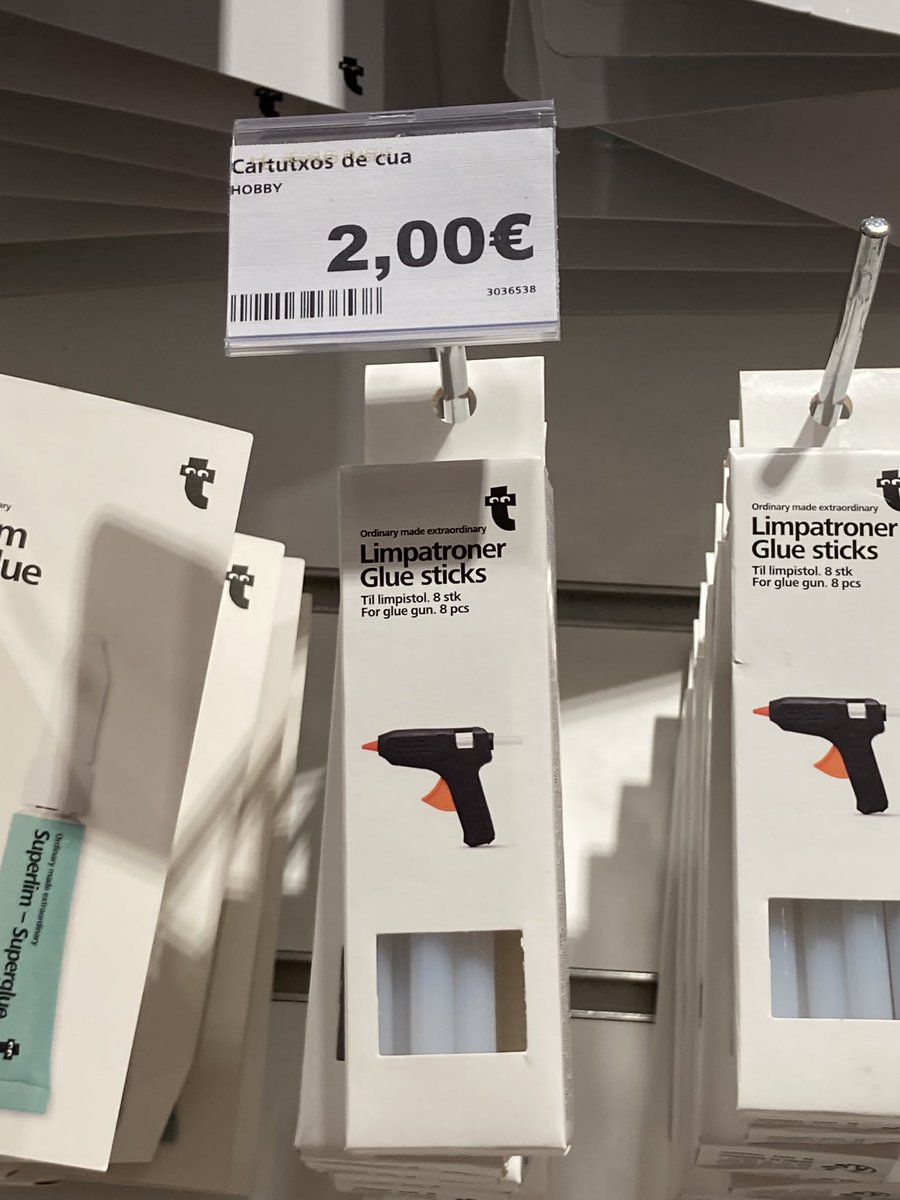 Cartutxos de cua
HOBBY
2,00€
3036538
Ordinary made extraordinary
Limpatroner
Glue sticks
Til limpistol. 8 stk
For glue gun. 8 pcs
Ordinary made extraordinary
Limpatroner
Glue sticks
Til limpistol. 8 stk
For glue gun. 8 pcs
Ordinary made extraordinary
Superlim – Superglue